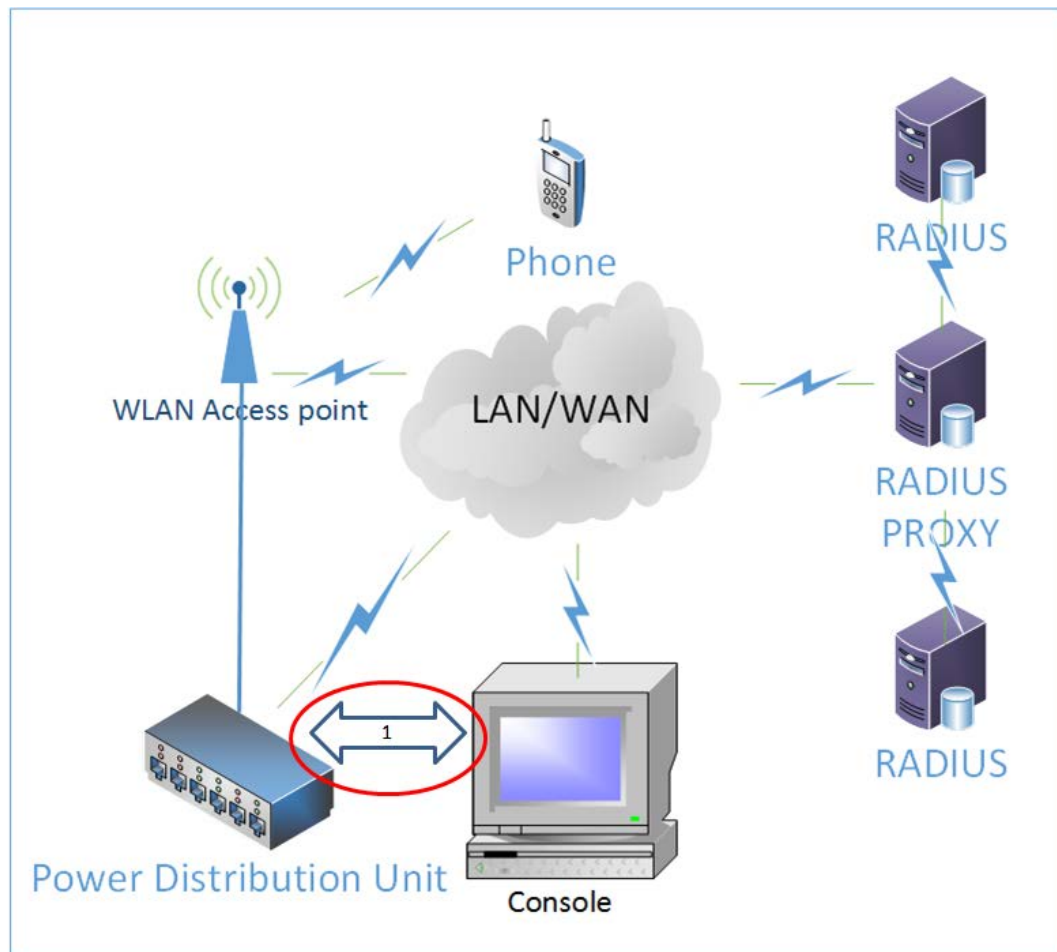 RADIUS
Phone
WLAN Access point
LAN/WAN
RADIUS
PROXY
1
RADIUS
Power Distribution Unit
Console